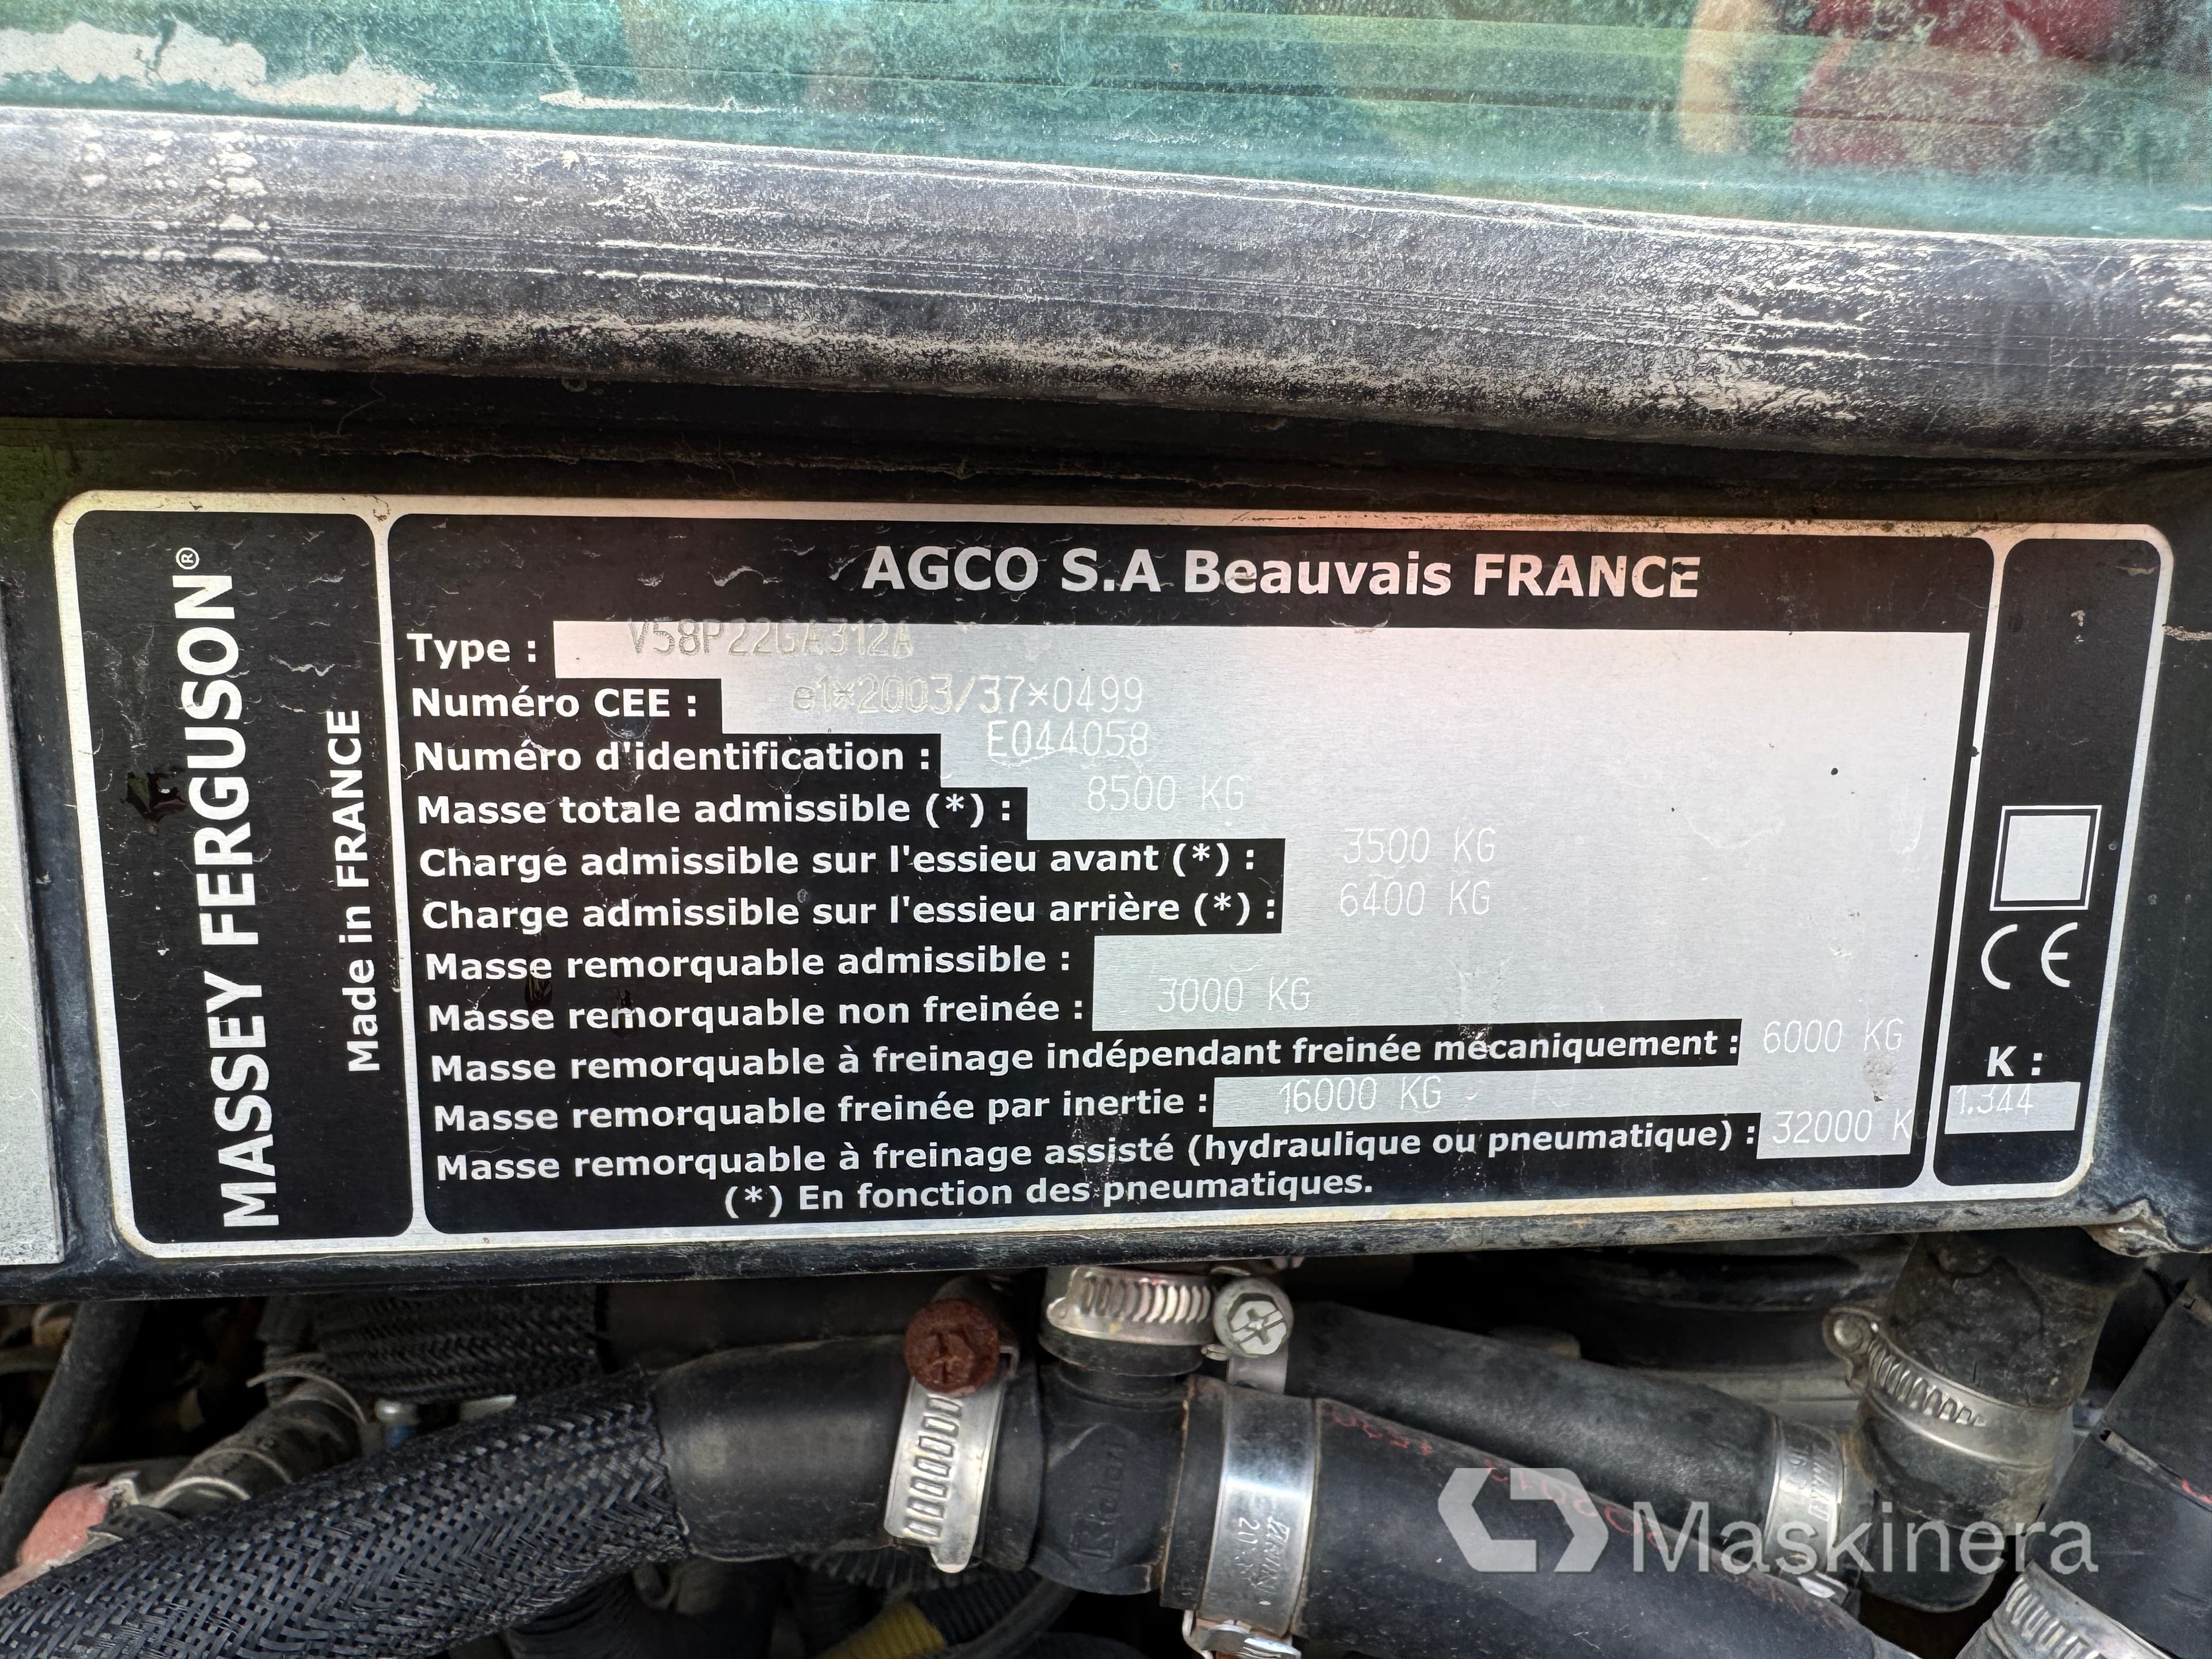 AGCO S.A Beauvais FRANCE
MASSEY FERGUSON®
Made in FRANCE
Type : V58P22GA312A
Numéro CEE : e1*2003/37*0499
Numéro d'identification : E044058
Masse totale admissible (*) : 8500 KG
Charge admissible sur l'essieu avant (*) : 3500 KG
Charge admissible sur l'essieu arrière (*) : 6400 KG
Masse remorquable admissible :
Masse remorquable non freinée : 3000 KG
Masse remorquable à freinage indépendant freinée mécaniquement : 6000 KG
Masse remorquable freinée par inertie : 16000 KG
Masse remorquable à freinage assisté (hydraulique ou pneumatique) : 32000 K
(*) En fonction des pneumatiques.
CE
K :
1.344
Maskinera